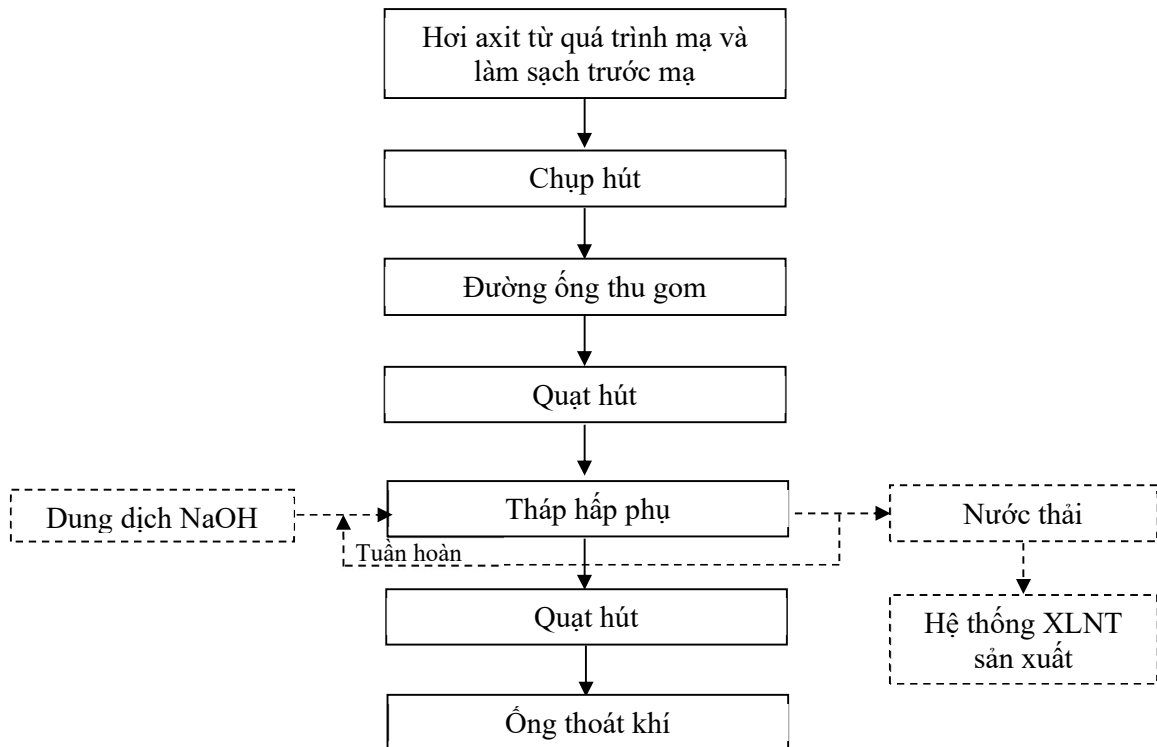 Hơi axit từ quá trình mạ và
làm sạch trước mạ
Chụp hút
Đường ống thu gom
Quạt hút
Dung dịch NaOH
Tháp hấp phụ
Nước thải
Tuần hoàn
Quạt hút
Hệ thống XLNT
sản xuất
Ống thoát khí